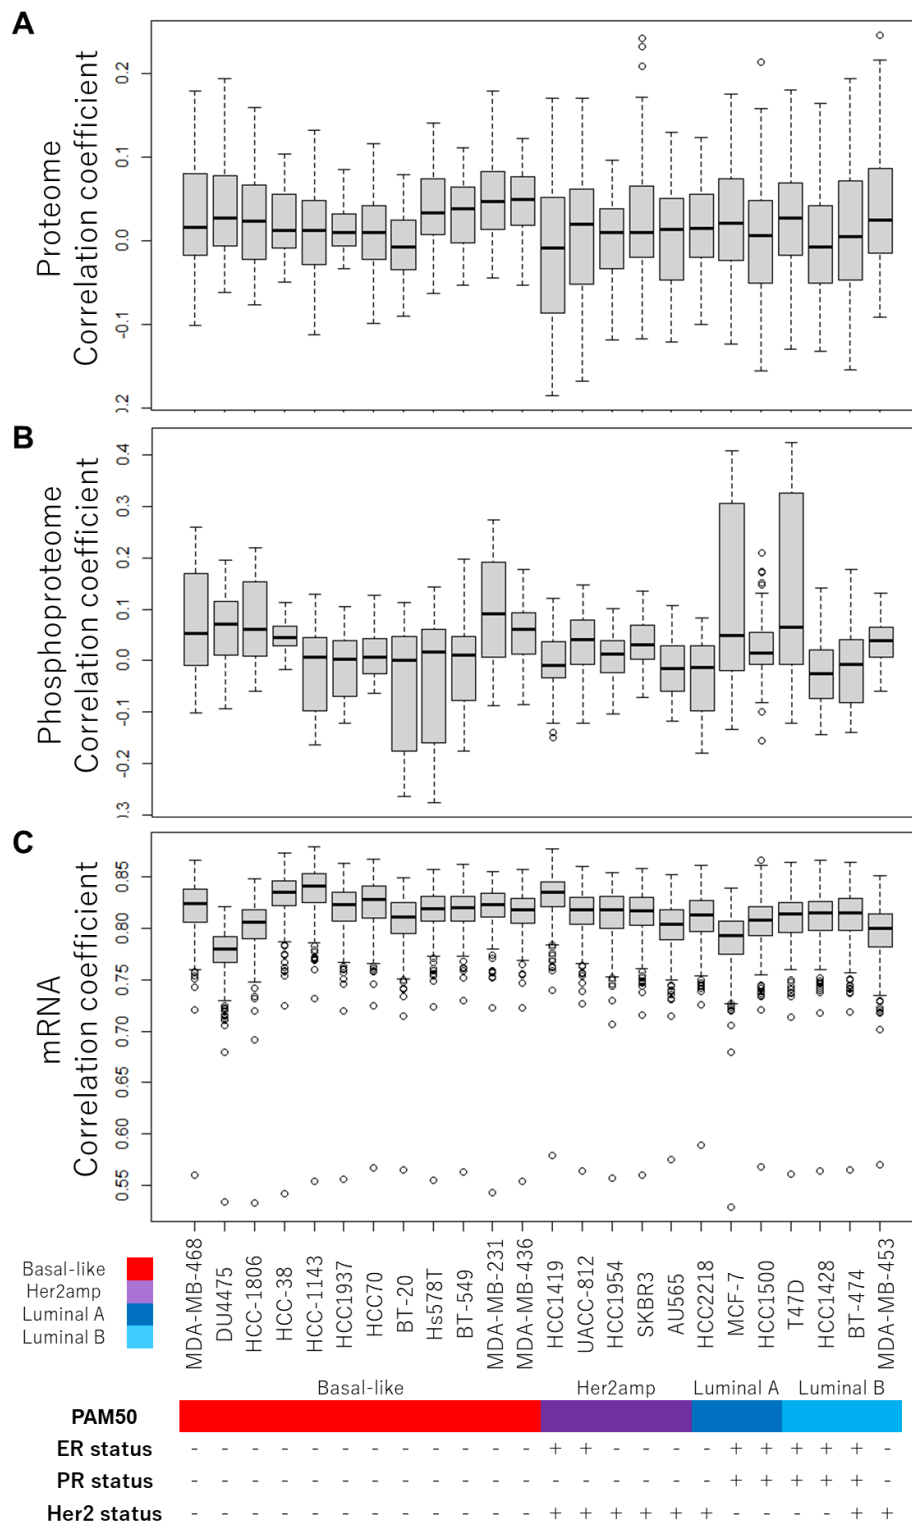 A
Proteome
Correlation coefficient
0.2
0.1
0.0
-0.1
).2
B
Phosphoproteome
Correlation coefficient
0.4
0.3
0.2
0.1
0.0
-0.1
-0.2
).3
C
mRNA
Correlation coefficient
0.85
0.80
0.75
0.70
0.65
0.60
0.55
MDA-MB-468
DU4475
HCC-1806
HCC-38
HCC-1143
HCC1937
HCC70
BT-20
Hs578T
BT-549
MDA-MB-231
MDA-MB-436
HCC1419
UACC-812
HCC1954
SKBR3
AU565
HCC2218
MCF-7
HCC1500
T47D
HCC1428
BT-474
MDA-MB-453
Basal-like
Her2amp
Luminal A
Luminal B
Basal-like Her2amp Luminal A Luminal B
PAM50
ER status - - - - - - - - - - - - + + - - - - + + + + + -
PR status - - - - - - - - - - - - - - - - - - + + + + + -
Her2 status - - - - - - - - - - - - + + + + + + - - - - + +